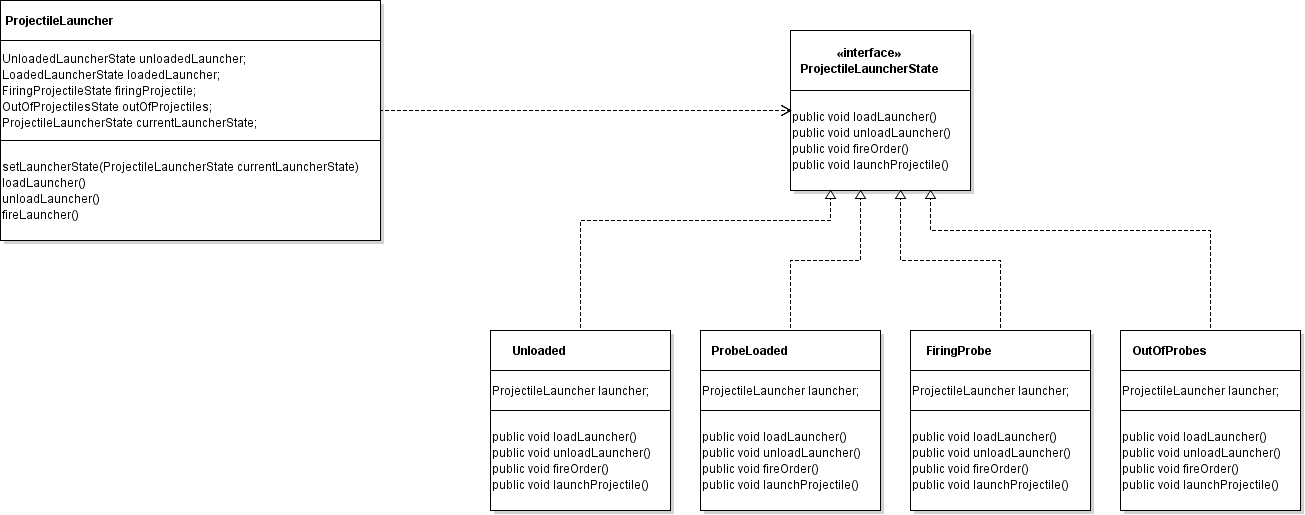 ProjectileLauncher
UnloadedLauncherState unloadedLauncher;
LoadedLauncherState loadedLauncher;
FiringProjectileState firingProjectile;
OutOfProjectilesState outOfProjectiles;
ProjectileLauncherState currentLauncherState;
setLauncherState(ProjectileLauncherState currentLauncherState)
loadLauncher()
unloadLauncher()
fireLauncher()
«interface»
ProjectileLauncherState
public void loadLauncher()
public void unloadLauncher()
public void fireOrder()
public void launchProjectile()
Unloaded
ProjectileLauncher launcher;
public void loadLauncher()
public void unloadLauncher()
public void fireOrder()
public void launchProjectile()
ProbeLoaded
ProjectileLauncher launcher;
public void loadLauncher()
public void unloadLauncher()
public void fireOrder()
public void launchProjectile()
FiringProbe
ProjectileLauncher launcher;
public void loadLauncher()
public void unloadLauncher()
public void fireOrder()
public void launchProjectile()
OutOfProbes
ProjectileLauncher launcher;
public void loadLauncher()
public void unloadLauncher()
public void fireOrder()
public void launchProjectile()